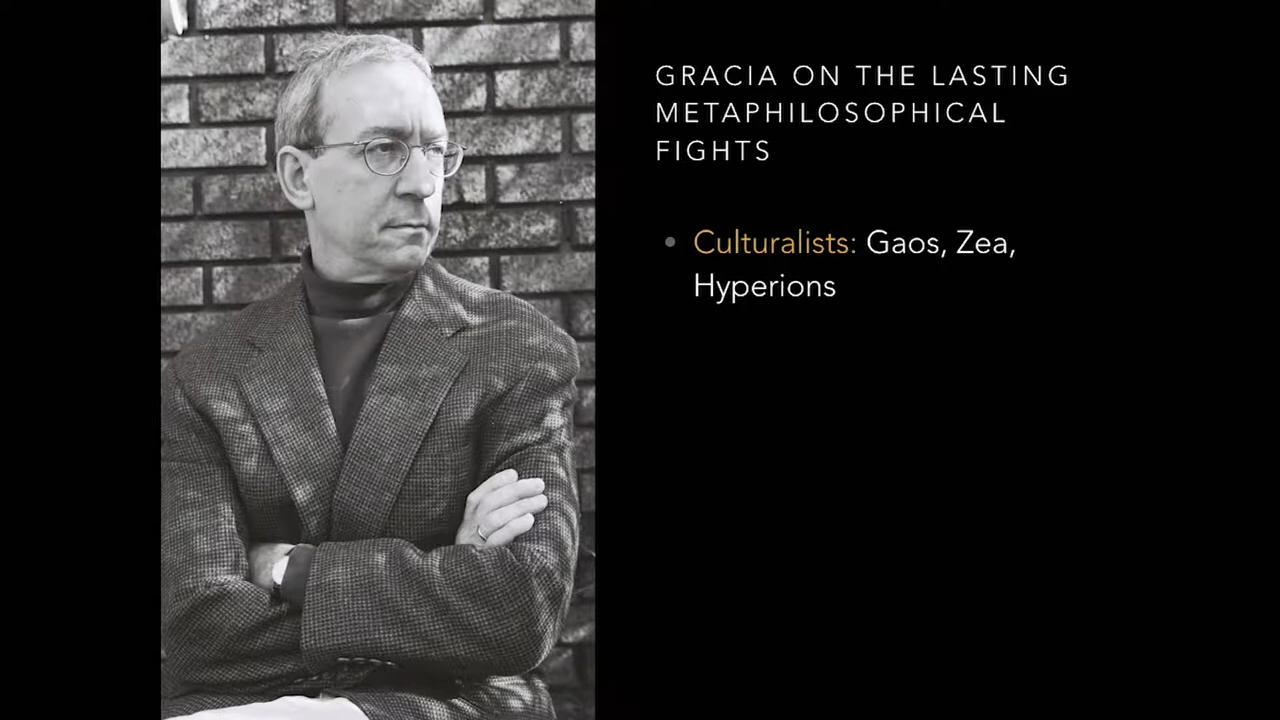 GRACIA ON THE LASTING
METAPHILOSOPHICAL
FIGHTS
• Culturalists: Gaos, Zea,
Hyperions